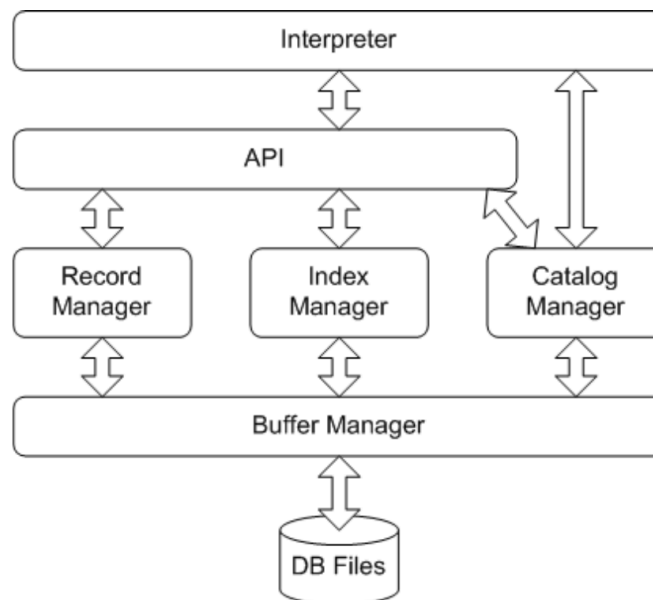 Interpreter
API
Record
Manager
Index
Manager
Catalog
Manager
Buffer Manager
DB Files